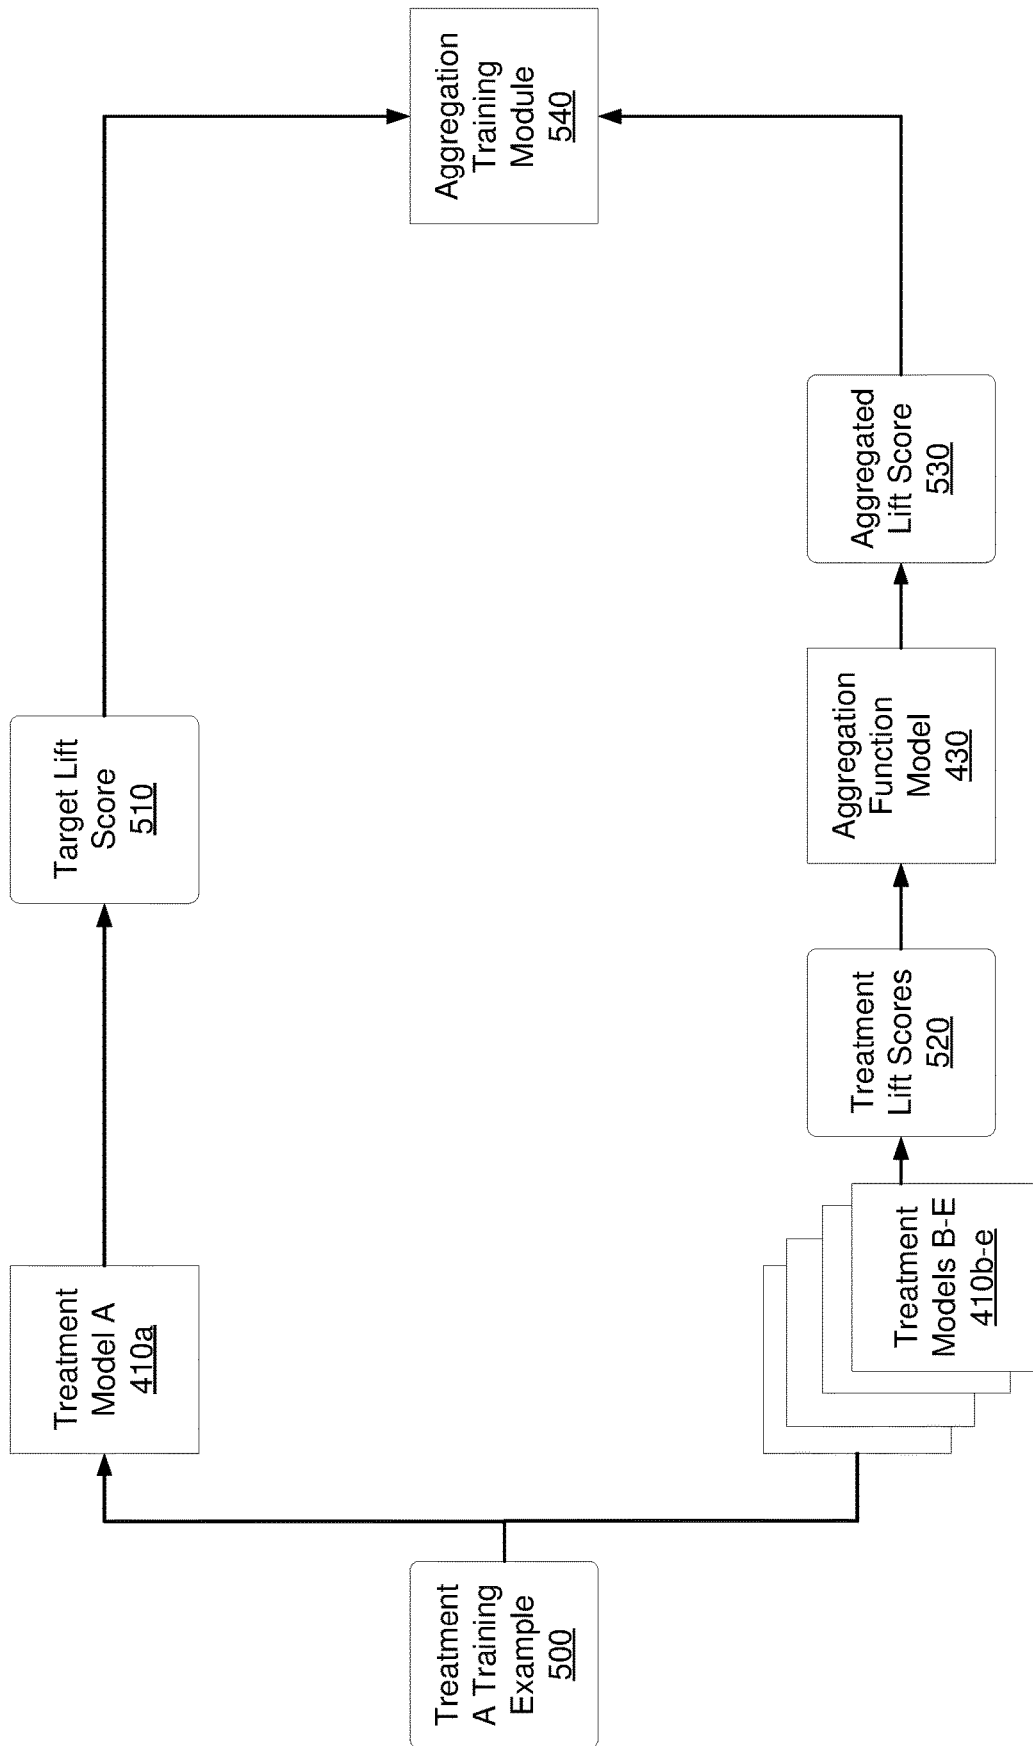 Treatment
A Training
Example
500
Treatment
Model A
410a
Target Lift
Score
510
Treatment
Models B-E
410b-e
Treatment
Lift Scores
520
Aggregation
Function
Model
430
Aggregated
Lift Score
530
Aggregation
Training
Module
540